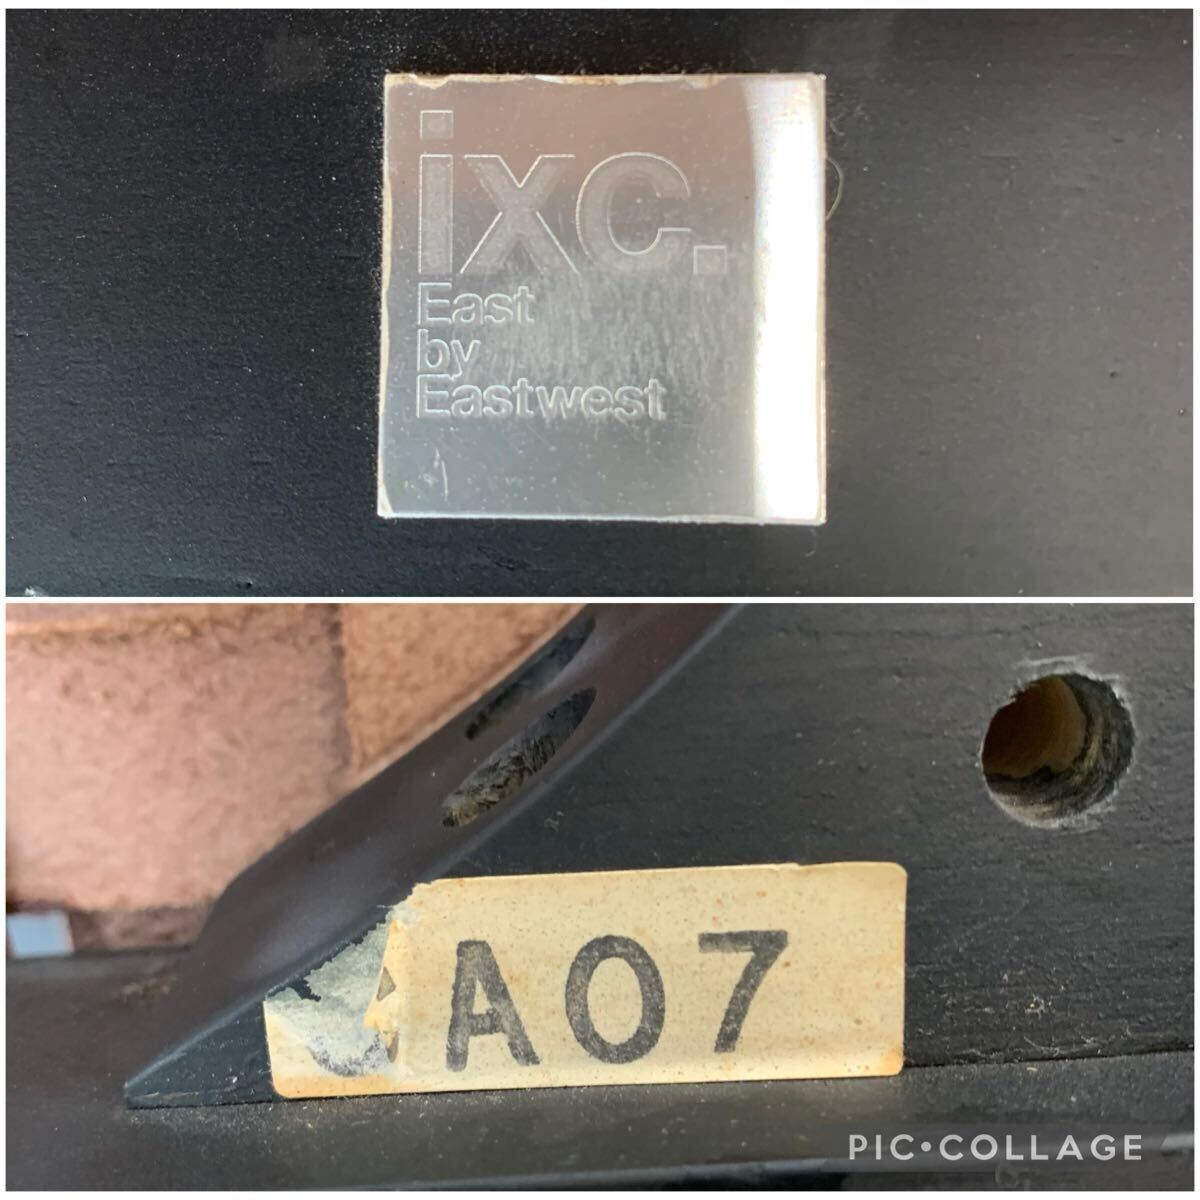 ixc.
East
by
Eastwest
A07
PIC•COLLAGE